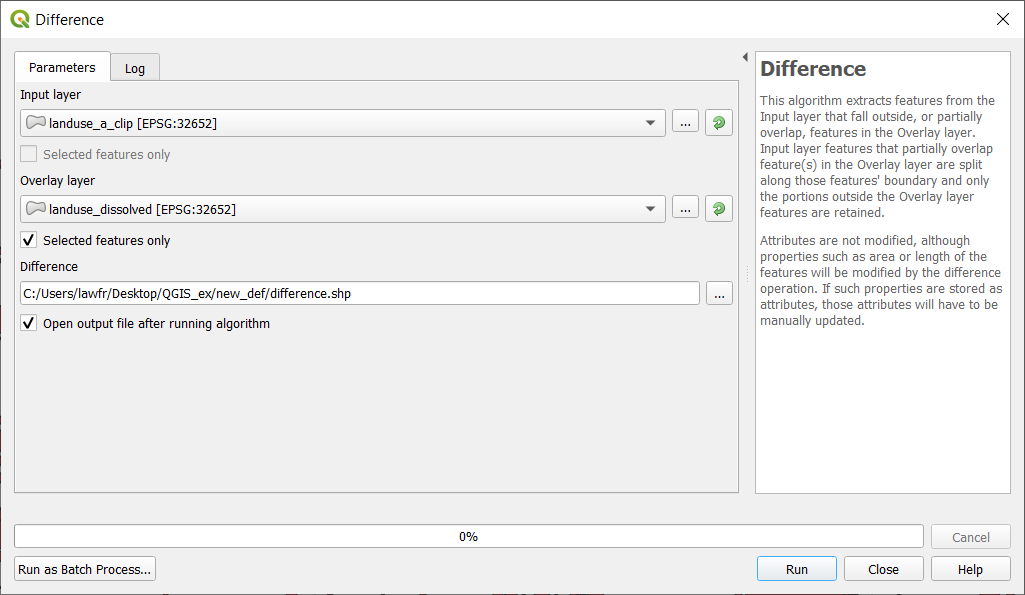 Difference
Parameters
Log
Input layer
landuse_a_clip [EPSG:32652]
...
Selected features only
Overlay layer
landuse_dissolved [EPSG:32652]
...
Selected features only
Difference
C:/Users/lawfr/Desktop/QGIS_ex/new_def/difference.shp
...
Open output file after running algorithm
Difference
This algorithm extracts features from the
Input layer that fall outside, or partially
overlap, features in the Overlay layer.
Input layer features that partially overlap
feature(s) in the Overlay layer are split
along those features' boundary and only
the portions outside the Overlay layer
features are retained.
Attributes are not modified, although
properties such as area or length of the
features will be modified by the difference
operation. If such properties are stored as
attributes, those attributes will have to be
manually updated.
0%
Cancel
Run as Batch Process...
Run
Close
Help